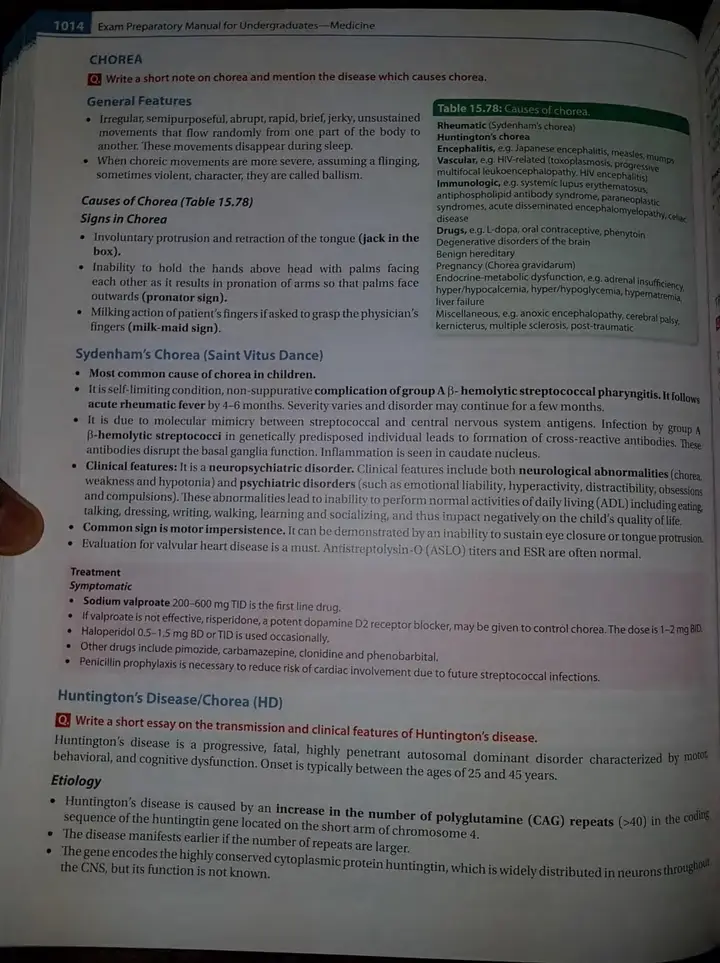 1014 Exam Preparatory Manual for Undergraduates—Medicine
CHOREA
Q. Write a short note on chorea and mention the disease which causes chorea.
General Features
• Irregular, semipurposeful, abrupt, rapid, brief, jerky, unsustained
movements that flow randomly from one part of the body to
another. These movements disappear during sleep.
• When choreic movements are more severe, assuming a flinging,
sometimes violent, character, they are called ballism.
Causes of Chorea (Table 15.78)
Signs in Chorea
• Involuntary protrusion and retraction of the tongue (jack in the
box).
• Inability to hold the hands above head with palms facing
each other as it results in pronation of arms so that palms face
outwards (pronator sign).
• Milking action of patient's fingers if asked to grasp the physician's
fingers (milk-maid sign).
Table 15.78: Causes of chorea.
Rheumatic (Sydenham's chorea)
Huntington's chorea
Encephalitis, e.g. Japanese encephalitis, measles, mumps
Vascular, e.g. HIV-related (toxoplasmosis, progressive
multifocal leukoencephalopathy, HIV encephalitis)
Immunologic, e.g. systemic lupus erythematosus,
antiphospholipid antibody syndrome, paraneoplastic
syndromes, acute disseminated encephalomyelopathy, celiac
disease
Drugs, e.g. L-dopa, oral contraceptive, phenytoin
Degenerative disorders of the brain
Benign hereditary
Pregnancy (Chorea gravidarum)
Endocrine-metabolic dysfunction, e.g. adrenal insufficiency,
hyper/hypocalcemia, hyper/hypoglycemia, hypernatremia,
liver failure
Miscellaneous, e.g. anoxic encephalopathy, cerebral palsy,
kernicterus, multiple sclerosis, post-traumatic
Sydenham's Chorea (Saint Vitus Dance)
• Most common cause of chorea in children.
• It is self-limiting condition, non-suppurative complication of group A β- hemolytic streptococcal pharyngitis. It follows
acute rheumatic fever by 4–6 months. Severity varies and disorder may continue for a few months.
• It is due to molecular mimicry between streptococcal and central nervous system antigens. Infection by group A
β-hemolytic streptococci in genetically predisposed individual leads to formation of cross-reactive antibodies. These
antibodies disrupt the basal ganglia function. Inflammation is seen in caudate nucleus.
• Clinical features: It is a neuropsychiatric disorder. Clinical features include both neurological abnormalities (chorea,
weakness and hypotonia) and psychiatric disorders (such as emotional liability, hyperactivity, distractibility, obsessions
and compulsions). These abnormalities lead to inability to perform normal activities of daily living (ADL) including eating,
talking, dressing, writing, walking, learning and socializing, and thus impact negatively on the child's quality of life.
• Common sign is motor impersistence. It can be demonstrated by an inability to sustain eye closure or tongue protrusion.
• Evaluation for valvular heart disease is a must. Antistreptolysin-O (ASLO) titers and ESR are often normal.
Treatment
Symptomatic
• Sodium valproate 200–600 mg TID is the first line drug.
• If valproate is not effective, risperidone, a potent dopamine D2 receptor blocker, may be given to control chorea. The dose is 1–2 mg BID.
• Haloperidol 0.5–1.5 mg BD or TID is used occasionally.
• Other drugs include pimozide, carbamazepine, clonidine and phenobarbital.
• Penicillin prophylaxis is necessary to reduce risk of cardiac involvement due to future streptococcal infections.
Huntington's Disease/Chorea (HD)
Q. Write a short essay on the transmission and clinical features of Huntington's disease.
Huntington's disease is a progressive, fatal, highly penetrant autosomal dominant disorder characterized by motor,
behavioral, and cognitive dysfunction. Onset is typically between the ages of 25 and 45 years.
Etiology
• Huntington's disease is caused by an increase in the number of polyglutamine (CAG) repeats (>40) in the coding
sequence of the huntingtin gene located on the short arm of chromosome 4.
• The disease manifests earlier if the number of repeats are larger.
• The gene encodes the highly conserved cytoplasmic protein huntingtin, which is widely distributed in neurons throughout
the CNS, but its function is not known.